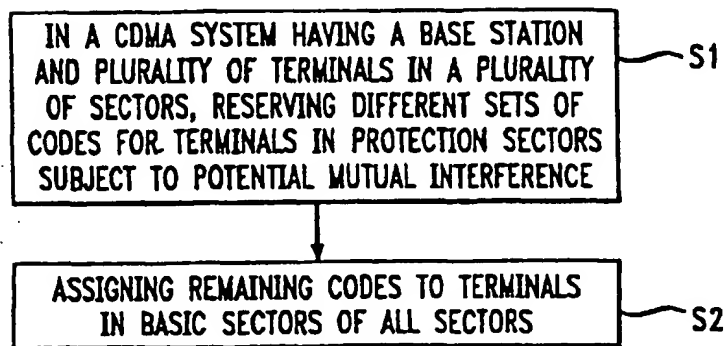 IN A CDMA SYSTEM HAVING A BASE STATION
AND PLURALITY OF TERMINALS IN A PLURALITY
OF SECTORS, RESERVING DIFFERENT SETS OF
CODES FOR TERMINALS IN PROTECTION SECTORS
SUBJECT TO POTENTIAL MUTUAL INTERFERENCE
S1
ASSIGNING REMAINING CODES TO TERMINALS
IN BASIC SECTORS OF ALL SECTORS
S2